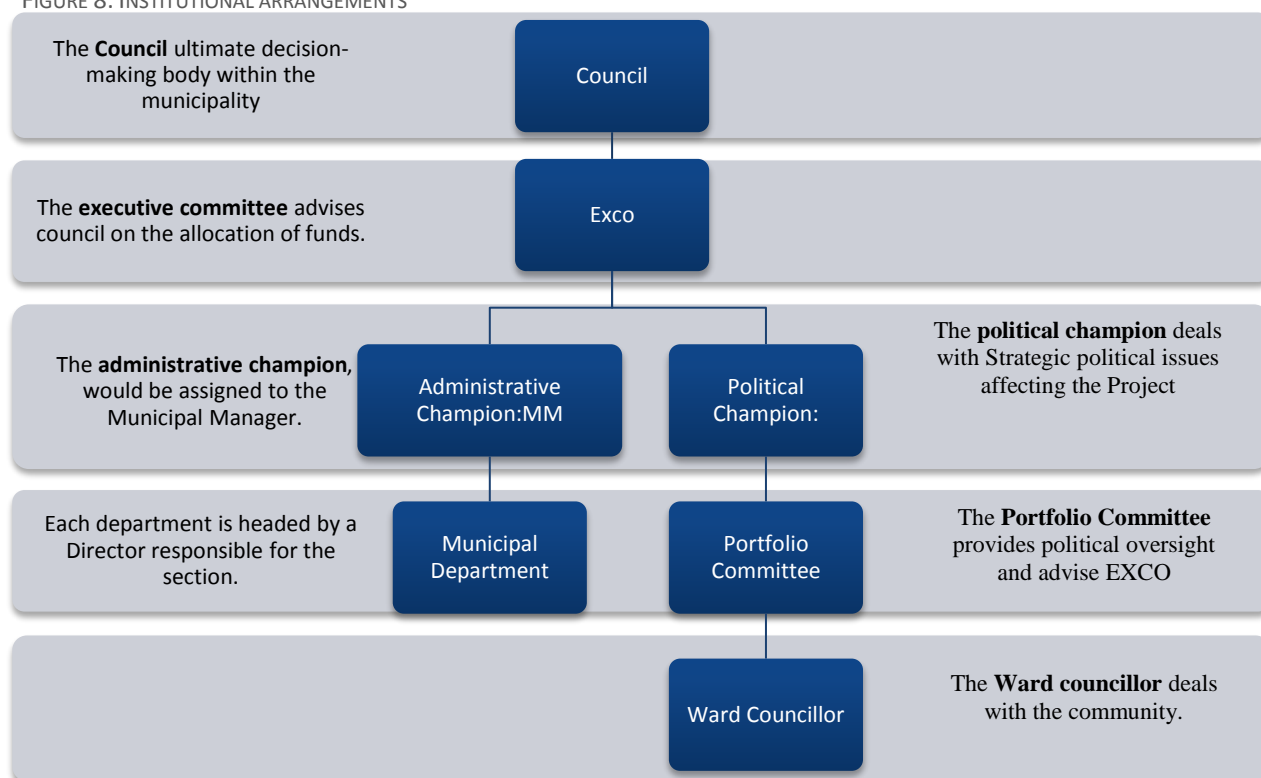 FIGURE 8: INSTITUTIONAL ARRANGEMENTS
The Council ultimate decision-
making body within the
municipality
Council
The executive committee advises
council on the allocation of funds.
Exco
The administrative champion,
would be assigned to the
Municipal Manager.
Administrative
Champion:MM
Political
Champion:
The political champion deals
with Strategic political issues
affecting the Project
Each department is headed by a
Director responsible for the
section.
Municipal
Department
Portfolio
Committee
The Portfolio Committee
provides political oversight
and advise EXCO
Ward Councillor
The Ward councillor deals
with the community.